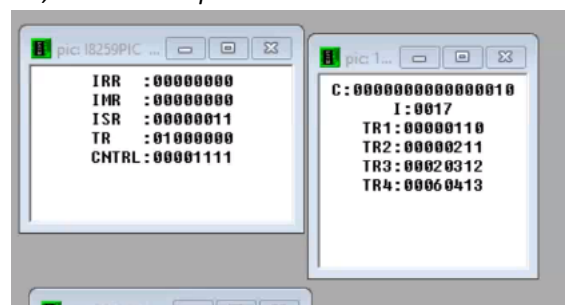 pic: I8259PIC ...
IRR :00000000
IMR :00000000
ISR :00000011
TR :01000000
CNTRL:00001111
pic: 1...
C:0000000000000010
I:0017
TR1:00000110
TR2:00000211
TR3:00020312
TR4:00060413